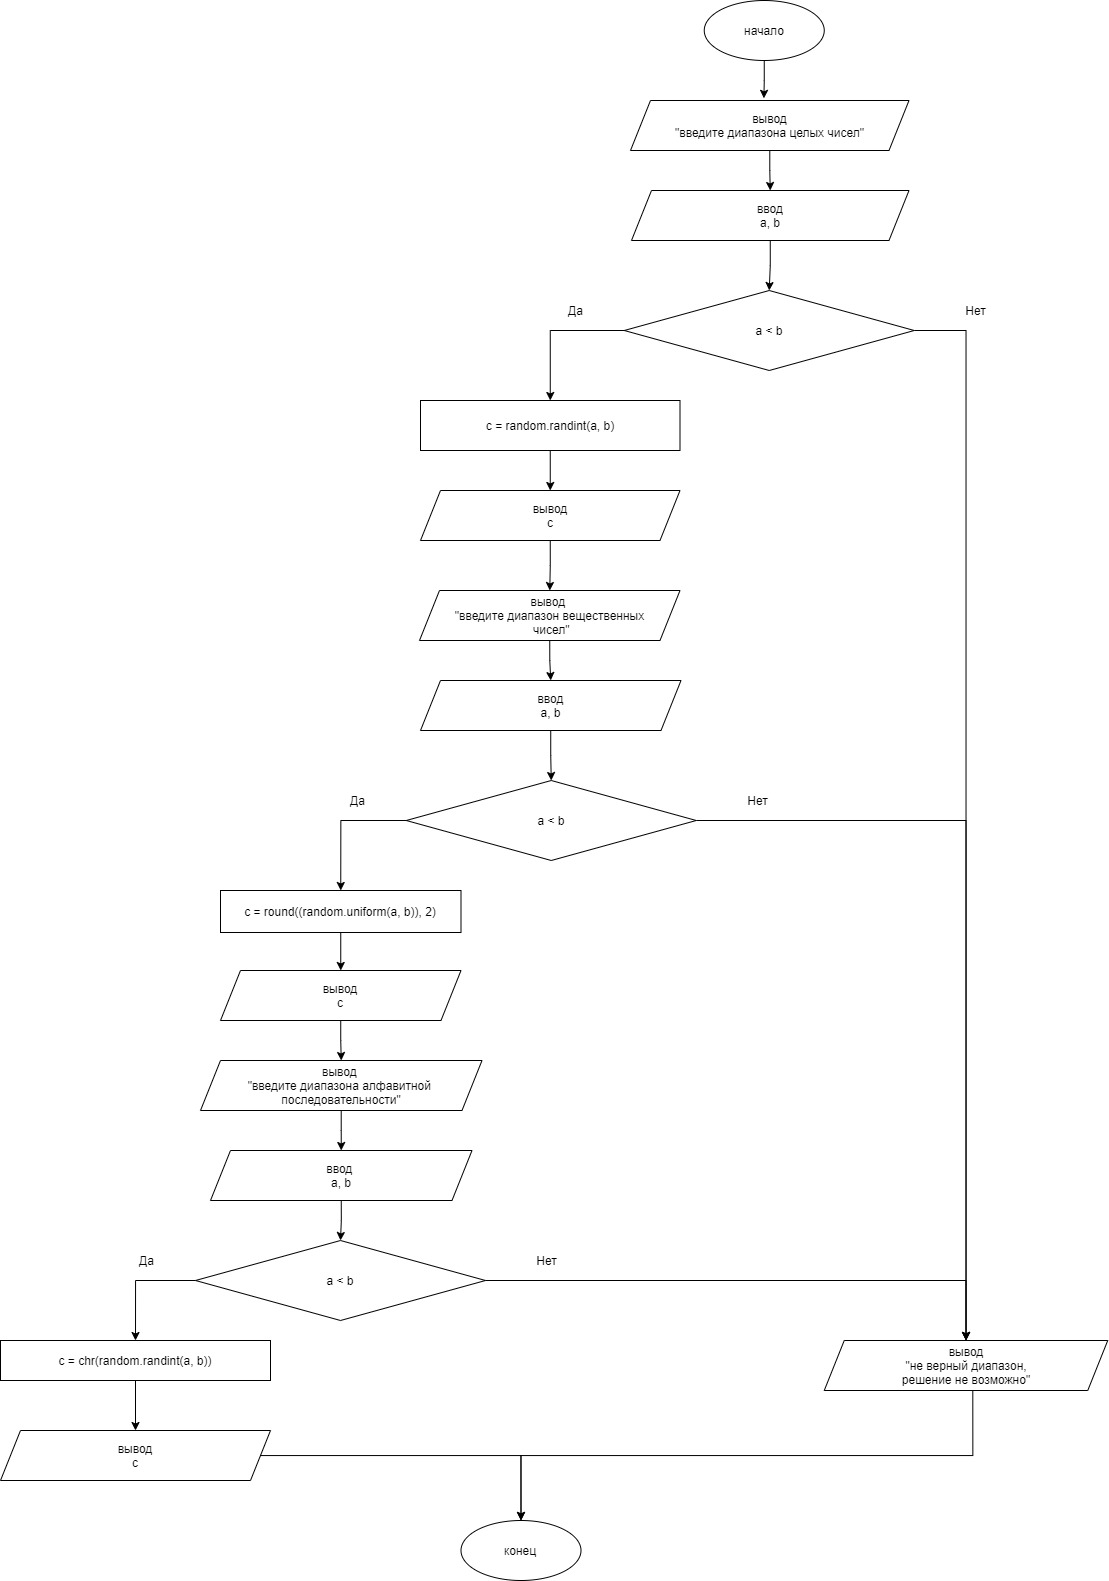 начало
вывод
"введите диапазона целых чисел"
ввод
a, b
a < b
Да
Нет
c = random.randint(a, b)
вывод
c
вывод
"введите диапазон вещественных
чисел"
ввод
a, b
a < b
Да
Нет
c = round((random.uniform(a, b)), 2)
вывод
c
вывод
"введите диапазона алфавитной
последовательности"
ввод
a, b
a < b
Да
Нет
c = chr(random.randint(a, b))
вывод
"не верный диапазон,
решение не возможно"
вывод
c
конец